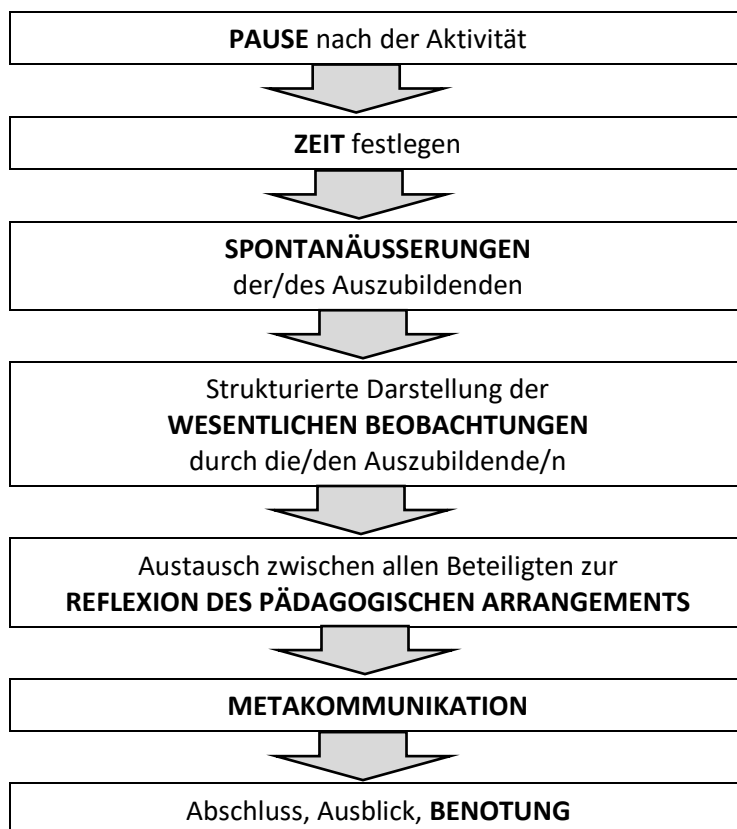 PAUSE nach der Aktivität
ZEIT festlegen
SPONTANÄUSSERUNGEN
der/des Auszubildenden
Strukturierte Darstellung der
WESENTLICHEN BEOBACHTUNGEN
durch die/den Auszubildende/n
Austausch zwischen allen Beteiligten zur
REFLEXION DES PÄDAGOGISCHEN ARRANGEMENTS
METAKOMMUNIKATION
Abschluss, Ausblick, BENOTUNG